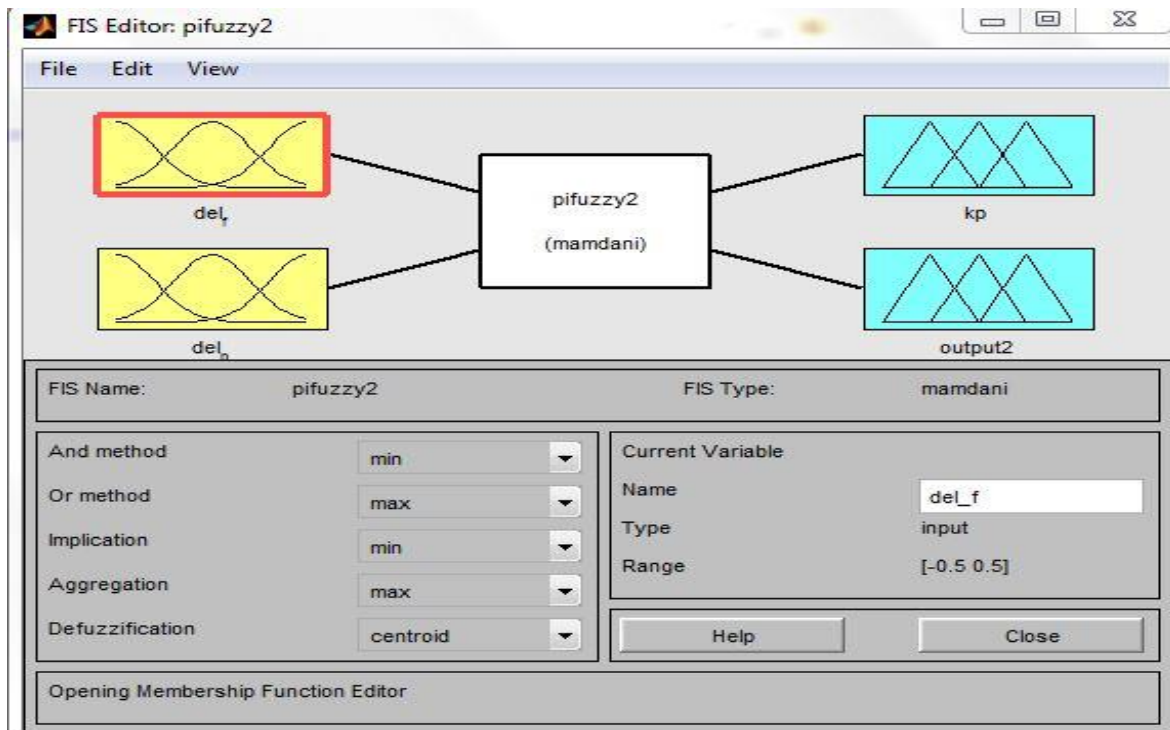 FIS Editor: pifuzzy2
File Edit View
del_f
pifuzzy2
(mamdani)
kp
output2
FIS Name: pifuzzy2 FIS Type: mamdani
And method min
Or method max
Implication min
Aggregation max
Defuzzification centroid
Current Variable
Name del_f
Type input
Range [-0.5 0.5]
Help Close
Opening Membership Function Editor